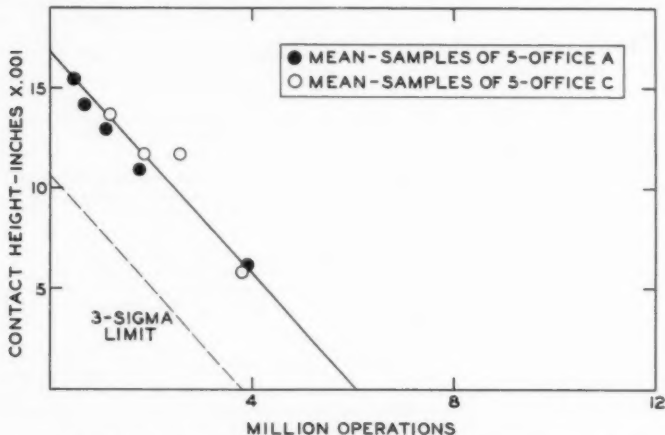 MEAN-SAMPLES OF 5-OFFICE A
MEAN-SAMPLES OF 5-OFFICE C
CONTACT HEIGHT-INCHES X.001
15
10
5
3-SIGMA
LIMIT
4
8
12
MILLION OPERATIONS